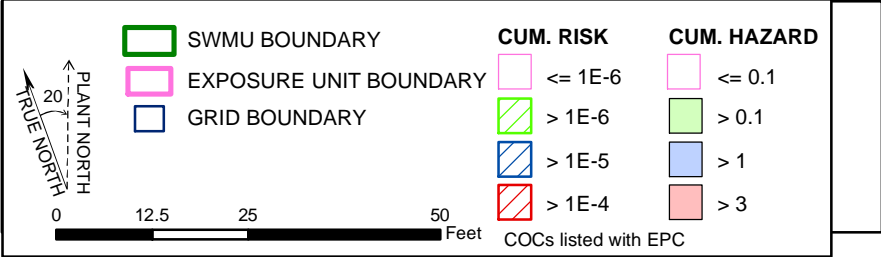 SWMU BOUNDARY
EXPOSURE UNIT BOUNDARY
GRID BOUNDARY
TRUE NORTH
20
PLANT NORTH
0 12.5 25 50
Feet
CUM. RISK
<= 1E-6
> 1E-6
> 1E-5
> 1E-4
CUM. HAZARD
<= 0.1
> 0.1
> 1
> 3
COCs listed with EPC